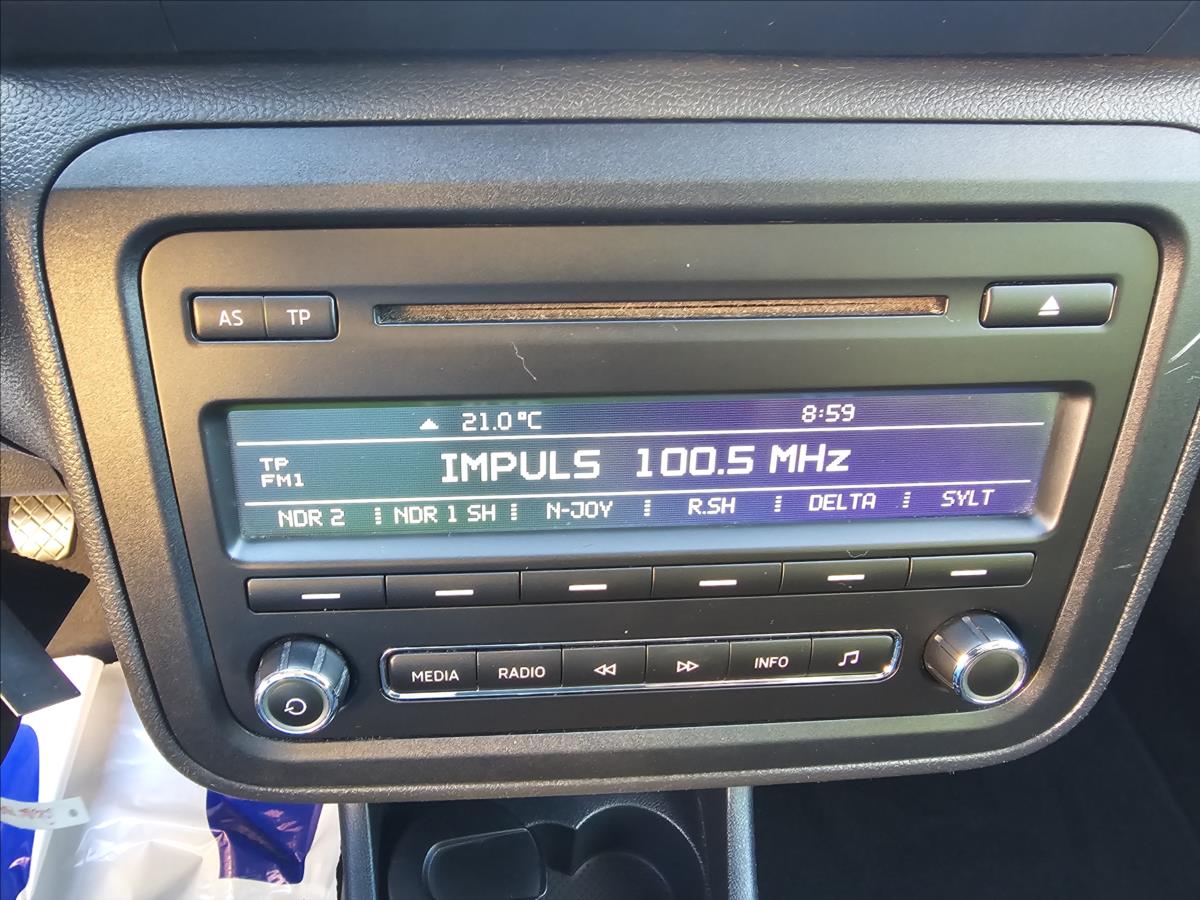 AS TP
21.0 °C 8:59
TP
FM1
IMPULS 100.5 MHz
NDR 2 NDR 1 SH N-JOY R.SH DELTA SYLT
MEDIA RADIO INFO